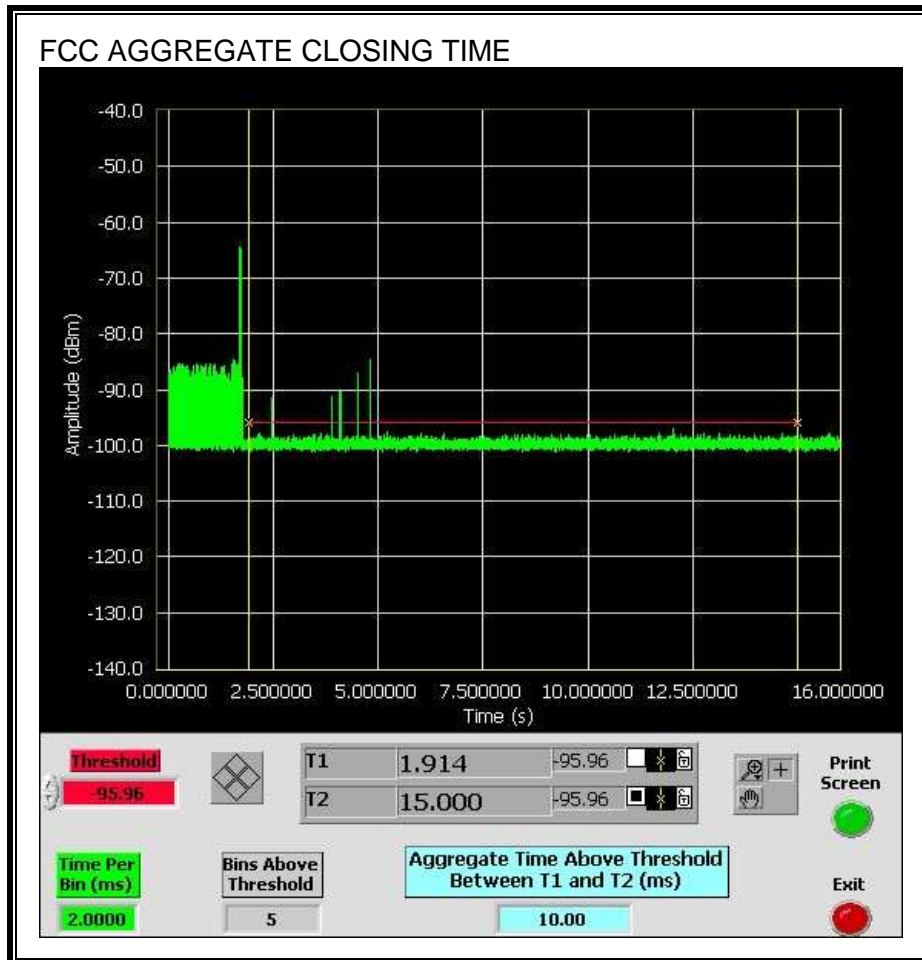 FCC AGGREGATE CLOSING TIME
-40.0
-50.0
-60.0
-70.0
-80.0
-90.0
-100.0
-110.0
-120.0
-130.0
-140.0
Amplitude (dBm)
0.000000 2.500000 5.000000 7.500000 10.000000 12.500000 16.000000
Time (s)
Threshold
-95.96
T1 1.914 -95.96
T2 15.000 -95.96
Print
Screen
Time Per
Bin (ms)
2.0000
Bins Above
Threshold
5
Aggregate Time Above Threshold
Between T1 and T2 (ms)
10.00
Exit